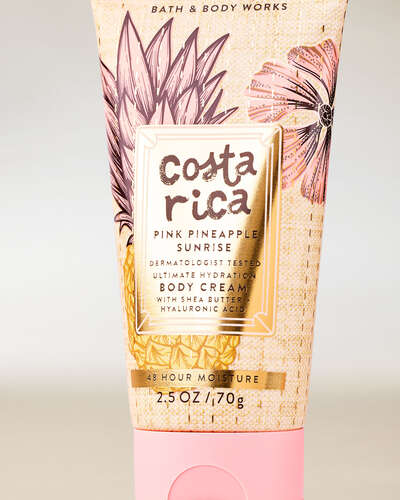 BATH & BODY WORKS
costa
rica
PINK PINEAPPLE
SUNRISE
DERMATOLOGIST TESTED
ULTIMATE HYDRATION
BODY CREAM
WITH SHEA BUTTER +
HYALURONIC ACID
48 HOUR MOISTURE
2.5 OZ / 70g